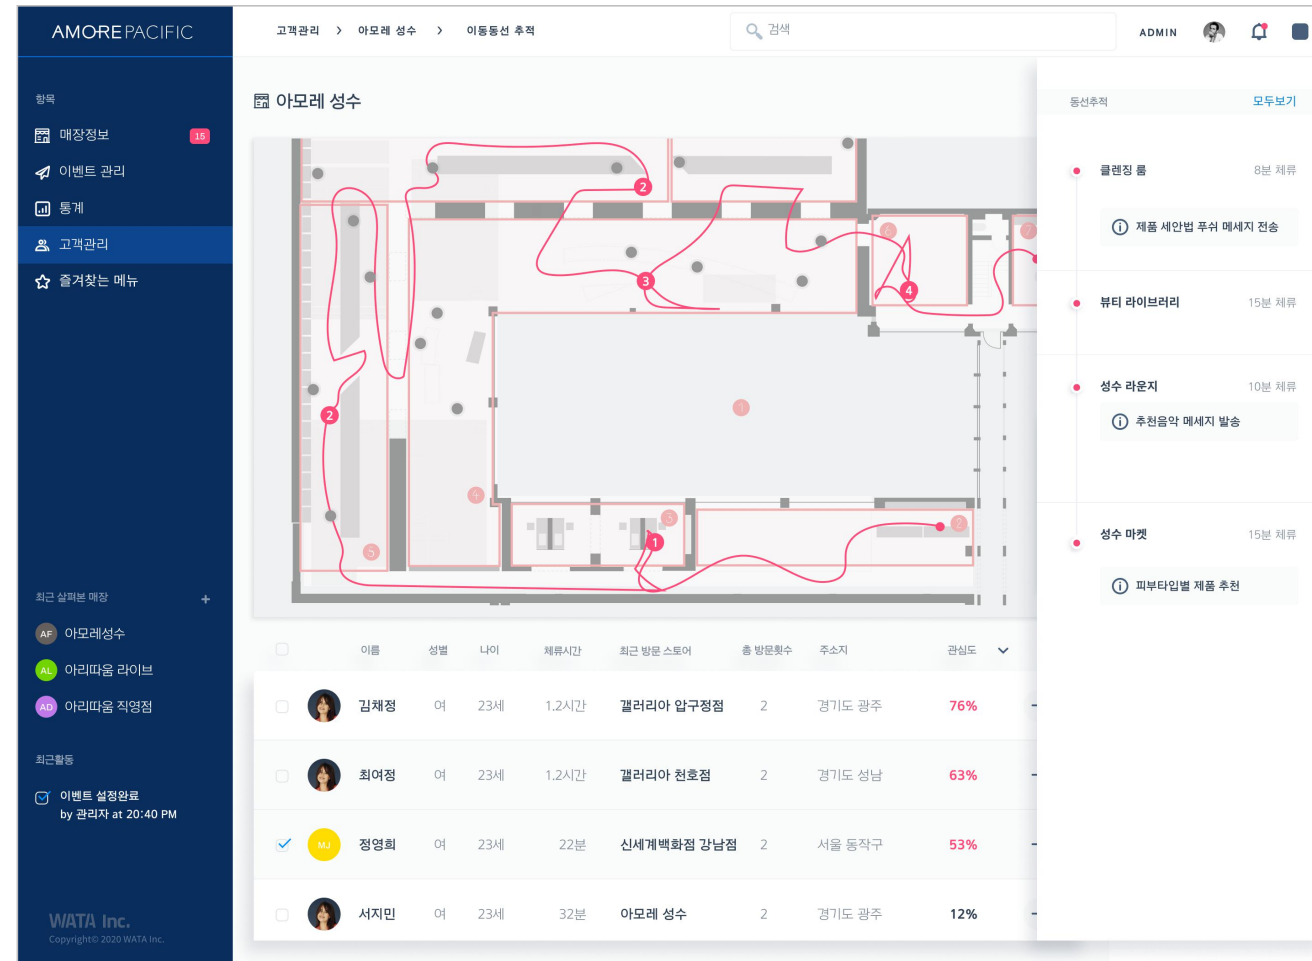 AMOREPACIFIC
고객관리 > 아모레 성수 > 이동동선 추적
검색
ADMIN
항목
매장정보 15
이벤트 관리
통계
고객관리
즐겨찾는 메뉴
최근 살펴본 매장 +
AF 아모레성수
AL 아리따움 라이브
AD 아리따움 직영점
최근활동
이벤트 설정완료
by 관리자 at 20:40 PM
WATA Inc.
Copyright© 2020 WATA Inc.
아모레 성수
2
3
6
7
4
2
1
4
5
3
1
2
동선추적 모두보기
클렌징 룸 8분 체류
제품 세안법 푸쉬 메세지 전송
뷰티 라이브러리 15분 체류
성수 라운지 10분 체류
추천음악 메세지 발송
성수 마켓 15분 체류
피부타입별 제품 추천
이름 성별 나이 체류시간 최근 방문 스토어 총 방문횟수 주소지 관심도
김채정 여 23세 1.2시간 갤러리아 압구정점 2 경기도 광주 76%
최여정 여 23세 1.2시간 갤러리아 천호점 2 경기도 성남 63%
MJ 정영희 여 23세 22분 신세계백화점 강남점 2 서울 동작구 53%
서지민 여 23세 32분 아모레 성수 2 경기도 광주 12%